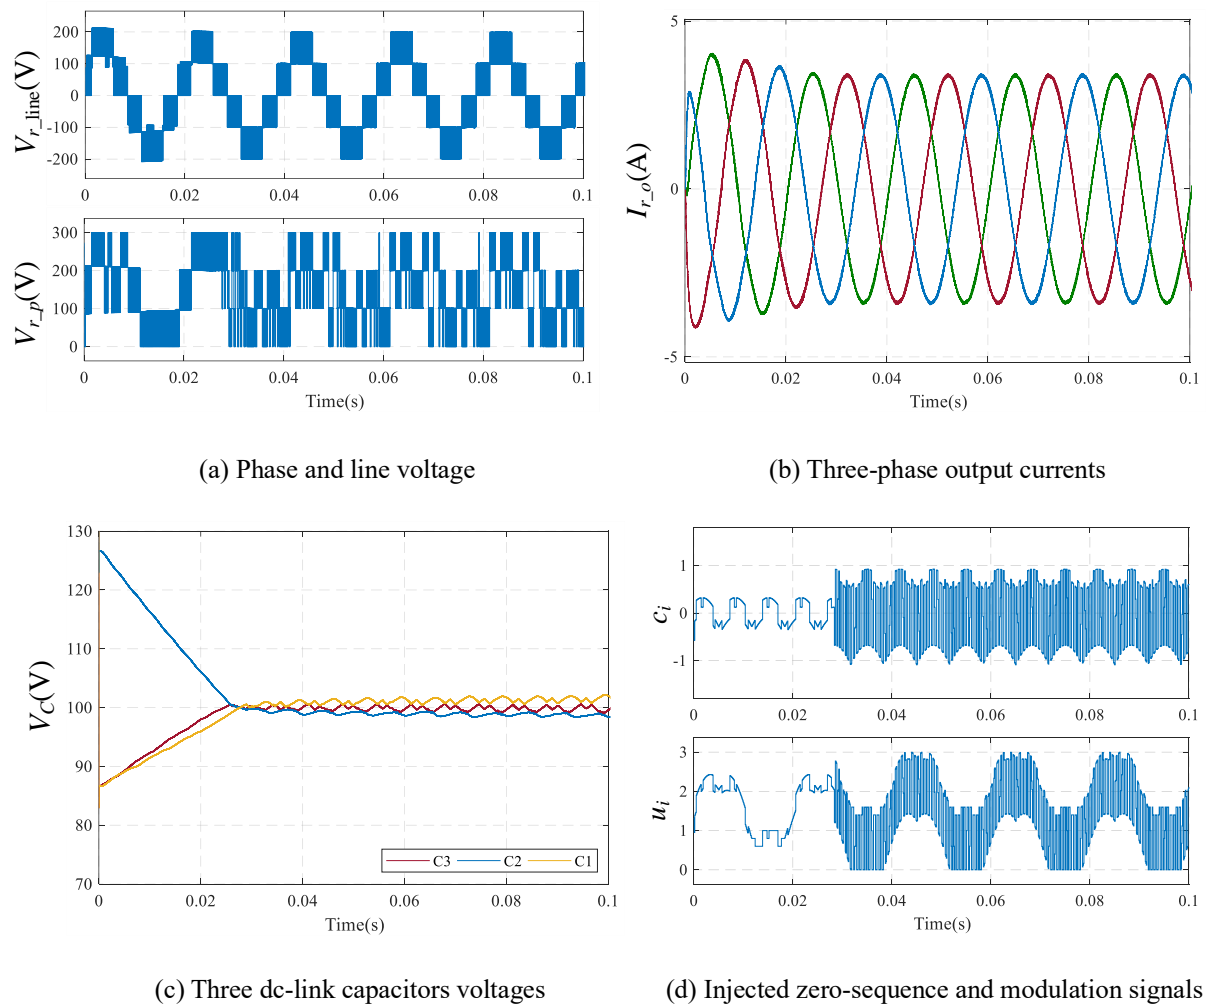 V_{r_line}(V)
200
100
0
-100
-200
0 0.02 0.04 0.06 0.08 0.1
V_{r_p}(V)
300
200
100
0
0 0.02 0.04 0.06 0.08 0.1
Time(s)
(a) Phase and line voltage
I_{r_o}(A)
5
0
-5
0 0.02 0.04 0.06 0.08 0.1
Time(s)
(b) Three-phase output currents
V_C(V)
130
120
110
100
90
80
70
C3 C2 C1
0 0.02 0.04 0.06 0.08 0.1
Time(s)
(c) Three dc-link capacitors voltages
c_i
1
0
-1
0 0.02 0.04 0.06 0.08 0.1
u_i
3
2
1
0
0 0.02 0.04 0.06 0.08 0.1
Time(s)
(d) Injected zero-sequence and modulation signals